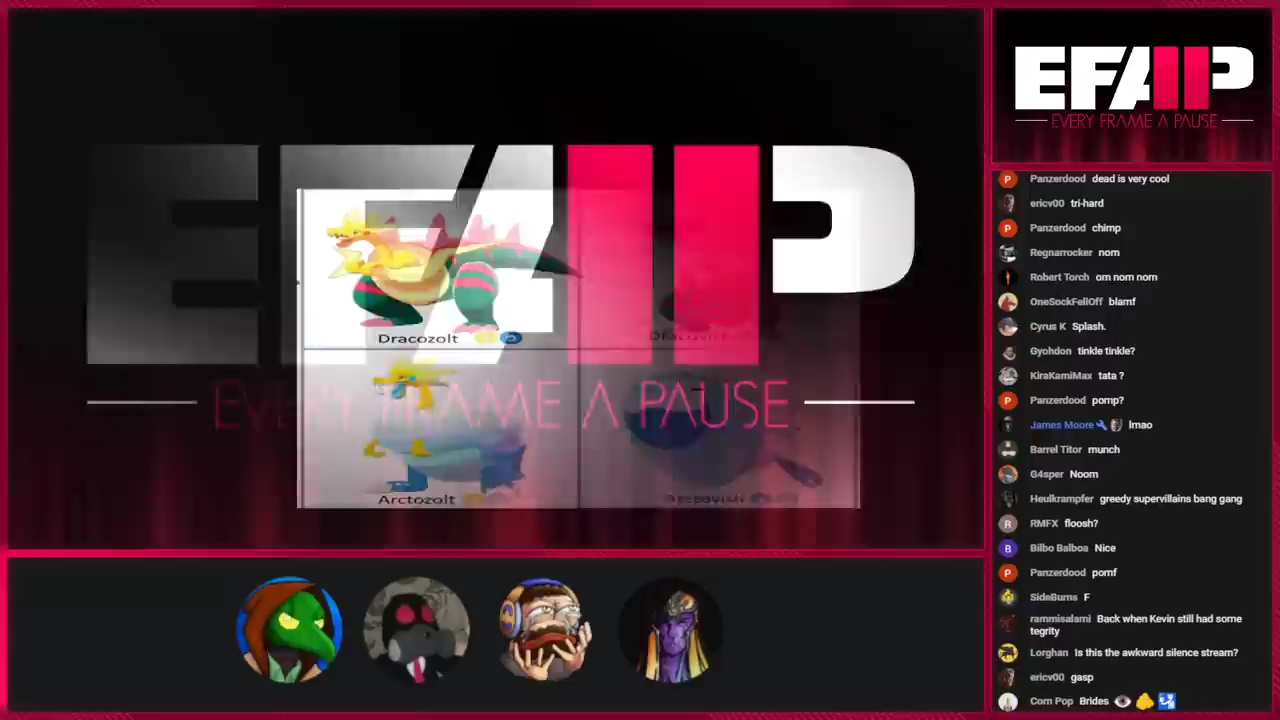 EFAP
EVERY FRAME A PAUSE
Dracozolt
Arctozolt
EFAP
EVERY FRAME A PAUSE
Panzerdood dead is very cool
ericv00 tri-hard
Panzerdood chimp
Regnarrocker nom
Robert Torch om nom nom
OneSockFellOff blamf
Cyrus K Splash.
Gyohdon tinkle tinkle?
KiraKamiMax tata ?
Panzerdood pomp?
James Moore lmao
Barrel Titor munch
G4sper Noom
Heulkrampfer greedy supervillains bang gang
RMFX floosh?
Bilbo Balboa Nice
Panzerdood pomf
SideBurns F
rammisalami Back when Kevin still had some
tegrity
Lorghan Is this the awkward silence stream?
ericv00 gasp
Corn Pop Brides